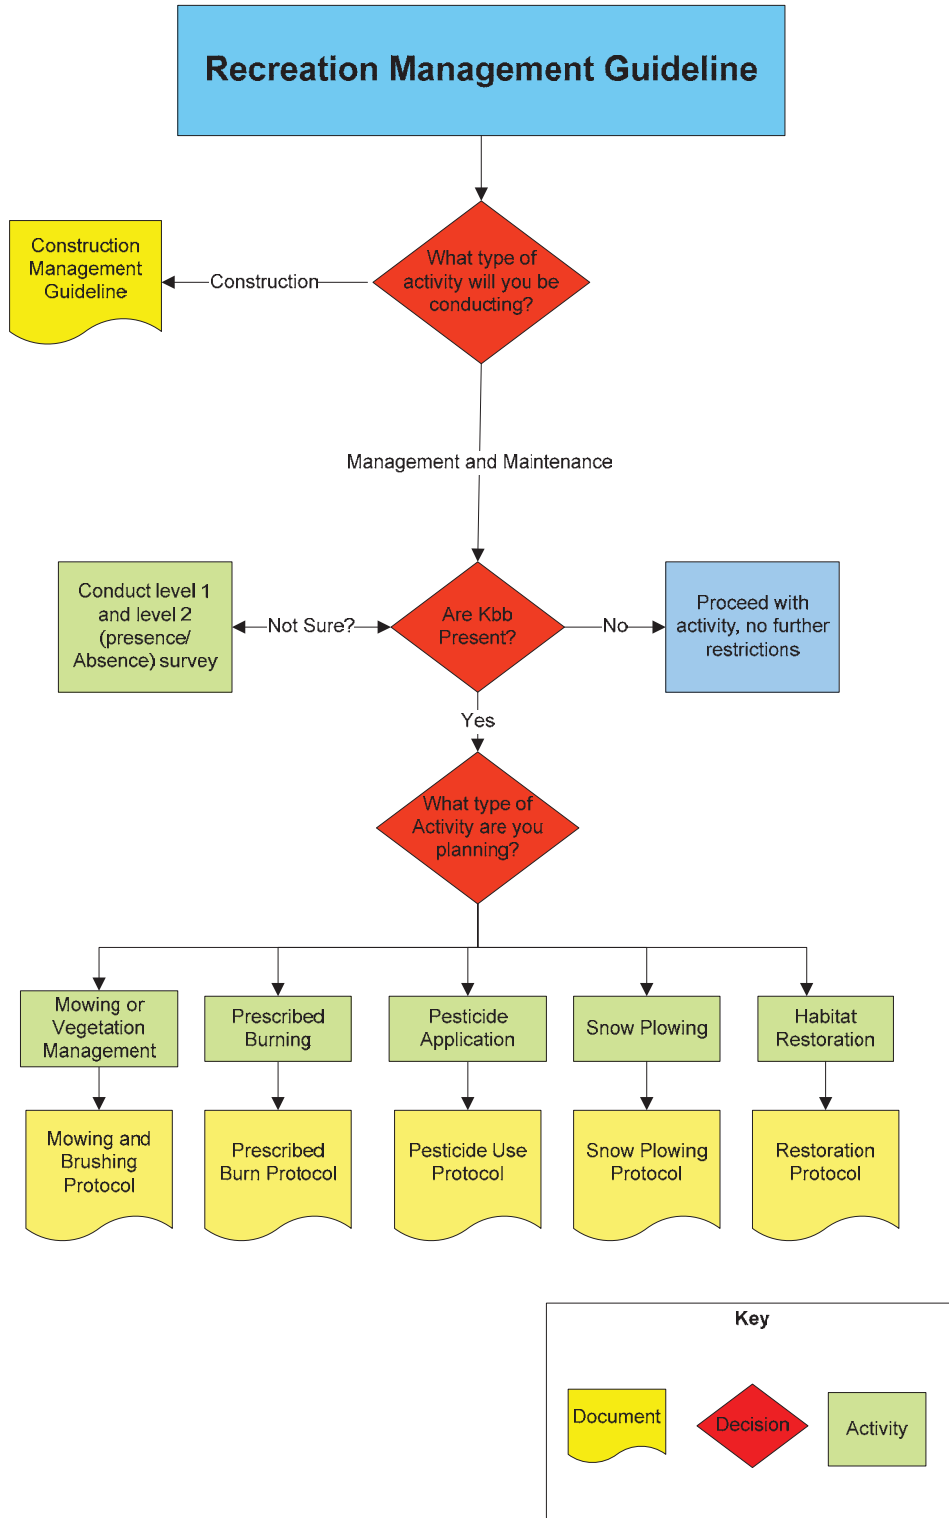 Recreation Management Guideline
What type of
activity will you be
conducting?
Construction
Construction
Management
Guideline
Management and Maintenance
Conduct level 1
and level 2
(presence/
Absence) survey
Not Sure?
Are Kbb
Present?
No
Proceed with
activity, no further
restrictions
Yes
What type of
Activity are you
planning?
Mowing or
Vegetation
Management
Prescribed
Burning
Pesticide
Application
Snow Plowing
Habitat
Restoration
Mowing and
Brushing
Protocol
Prescribed
Burn Protocol
Pesticide Use
Protocol
Snow Plowing
Protocol
Restoration
Protocol
Key
Document
Decision
Activity